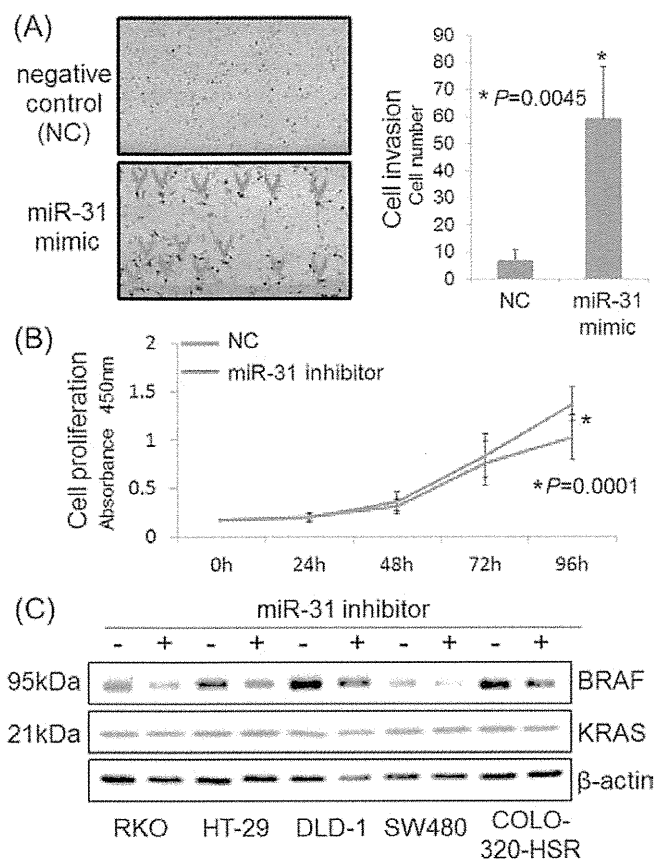 (A)
negative
control
(NC)
miR-31
mimic
Cell invasion
Cell number
90
80
70
60
50
40
30
20
10
0
*
* P=0.0045
NC
miR-31
mimic
(B)
Cell proliferation
Absorbance 450nm
2
1.5
1
0.5
0
NC
miR-31 inhibitor
*
*P=0.0001
0h 24h 48h 72h 96h
(C)
miR-31 inhibitor
- + - + - + - + - +
95kDa BRAF
21kDa KRAS
β-actin
RKO HT-29 DLD-1 SW480 COLO-
320-HSR